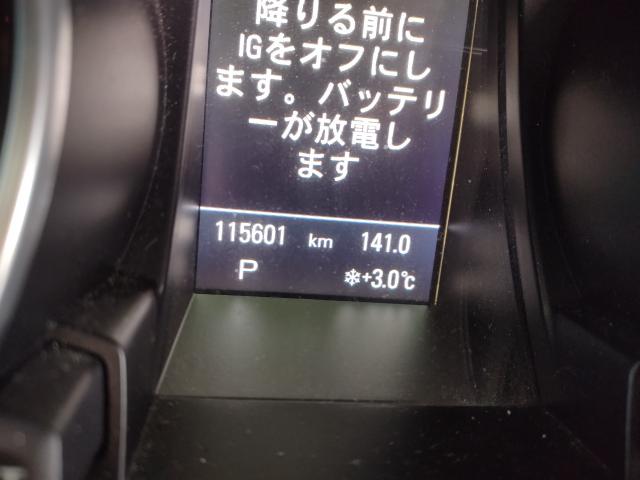 降りる前に
IGをオフにし
ます。バッテリ
ーが放電し
ます
115601 km 141.0
P ❄+3.0℃